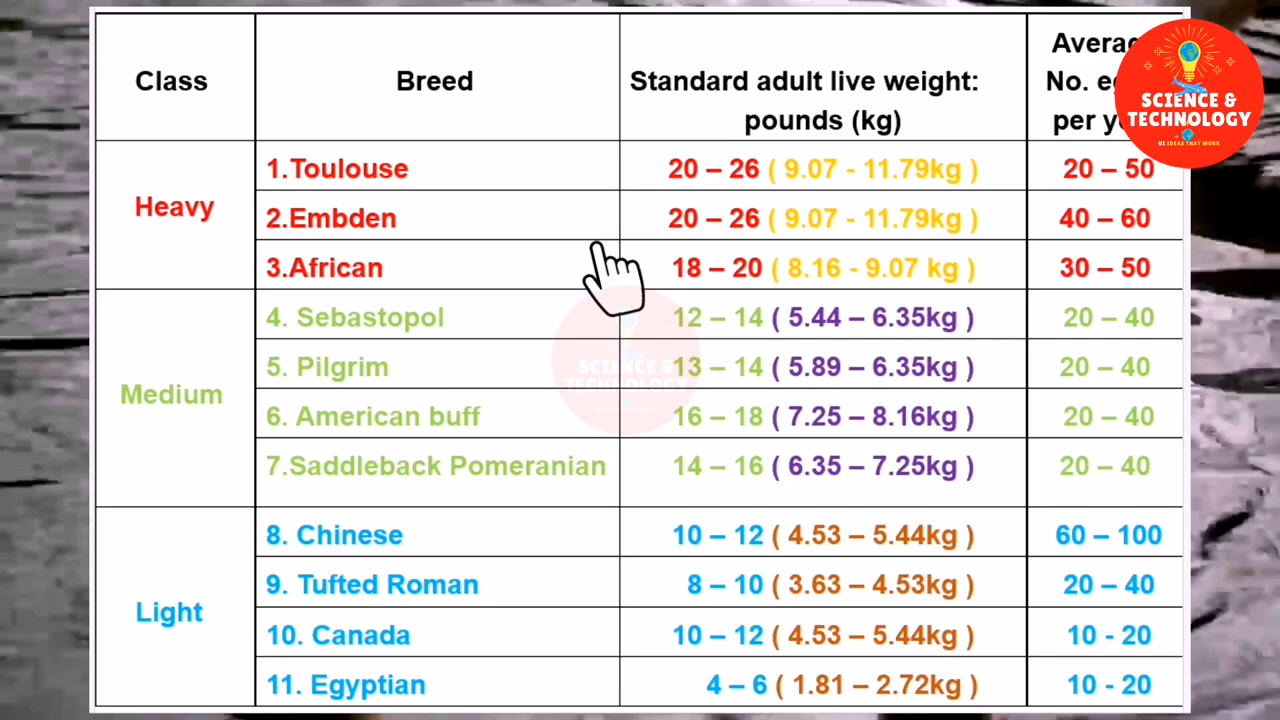 Class Breed Standard adult live weight: pounds (kg) No. per
Heavy
1.Toulouse 20 – 26 ( 9.07 - 11.79kg ) 20 – 50
2.Embden 20 – 26 ( 9.07 - 11.79kg ) 40 – 60
3.African 18 – 20 ( 8.16 - 9.07 kg ) 30 – 50
Medium
4. Sebastopol 12 – 14 ( 5.44 – 6.35kg ) 20 – 40
5. Pilgrim 13 – 14 ( 5.89 – 6.35kg ) 20 – 40
6. American buff 16 – 18 ( 7.25 – 8.16kg ) 20 – 40
7.Saddleback Pomeranian 14 – 16 ( 6.35 – 7.25kg ) 20 – 40
Light
8. Chinese 10 – 12 ( 4.53 – 5.44kg ) 60 – 100
9. Tufted Roman 8 – 10 ( 3.63 – 4.53kg ) 20 – 40
10. Canada 10 – 12 ( 4.53 – 5.44kg ) 10 - 20
11. Egyptian 4 – 6 ( 1.81 – 2.72kg ) 10 - 20
SCIENCE &
TECHNOLOGY
IDEAS THAT WORK
SCIENCE &
TECHNOLOGY